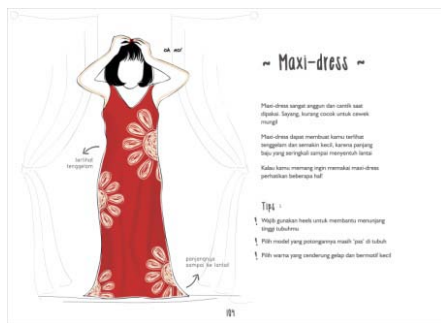 oh no!
~ Maxi-dress ~
Maxi-dress sangat anggun dan cantik saat
dipakai. Sayang, kurang cocok untuk cewek
mungil
Maxi-dress dapat membuat kamu terlihat
tenggelam dan semakin kecil, karena panjang
baju yang seringkali sampai menyentuh lantai
Kalau kamu memang ingin memakai maxi-dress
perhatikan beberapa hal!
Tips :
! Wajib gunakan heels untuk membantu menunjang
tinggi tubuhmu
! Pilih model yang potongannya masih 'pas' di tubuh
! Pilih warna yang cenderung gelap dan bermotif kecil
terlihat
tenggelam
panjangnya
sampai ke lantai
109